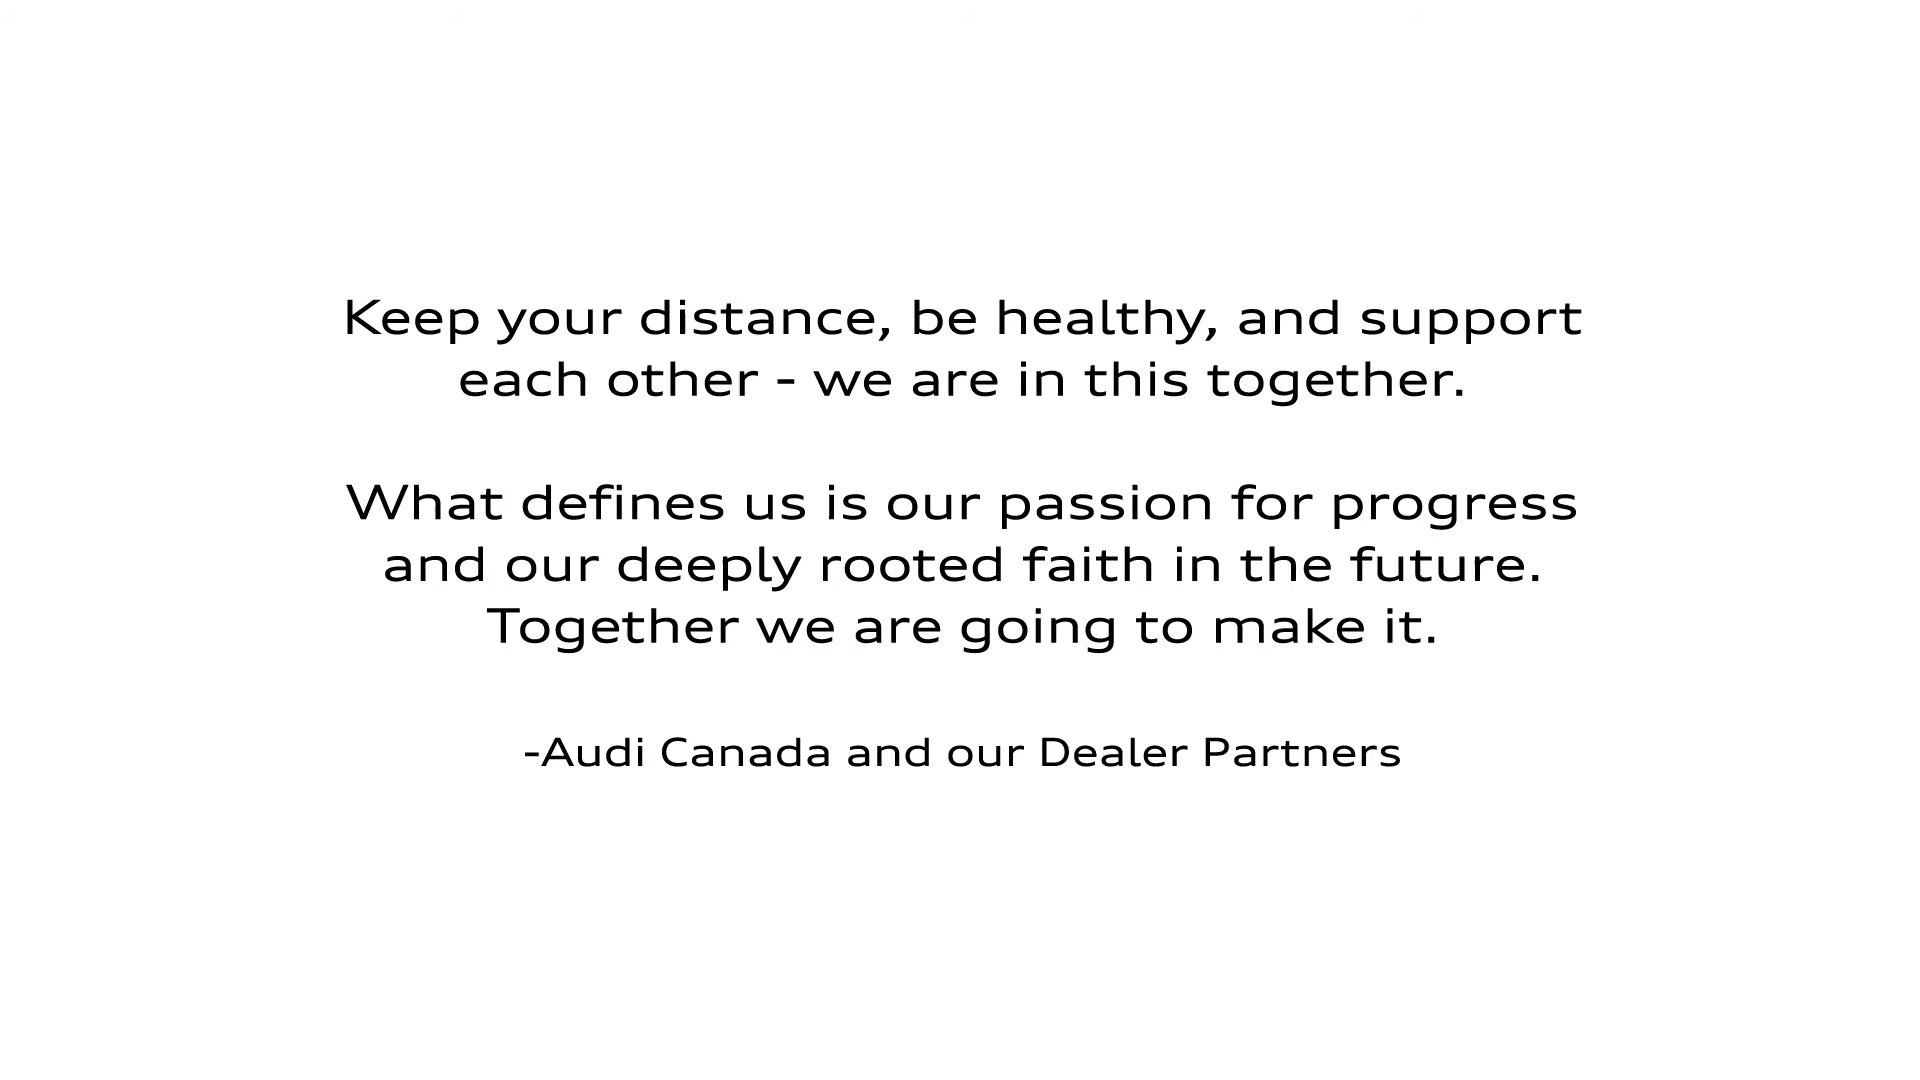 Keep your distance, be healthy, and support
each other - we are in this together.
What defines us is our passion for progress
and our deeply rooted faith in the future.
Together we are going to make it.
-Audi Canada and our Dealer Partners